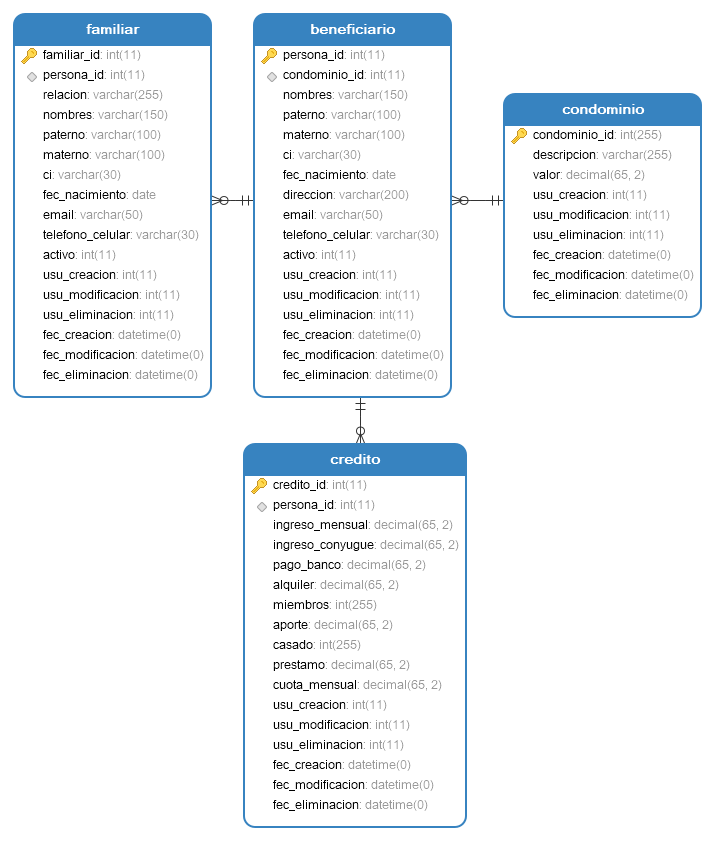 familiar
familiar_id: int(11)
persona_id: int(11)
relacion: varchar(255)
nombres: varchar(150)
paterno: varchar(100)
materno: varchar(100)
ci: varchar(30)
fec_nacimiento: date
email: varchar(50)
telefono_celular: varchar(30)
activo: int(11)
usu_creacion: int(11)
usu_modificacion: int(11)
usu_eliminacion: int(11)
fec_creacion: datetime(0)
fec_modificacion: datetime(0)
fec_eliminacion: datetime(0)
beneficiario
persona_id: int(11)
condominio_id: int(11)
nombres: varchar(150)
paterno: varchar(100)
materno: varchar(100)
ci: varchar(30)
fec_nacimiento: date
direccion: varchar(200)
email: varchar(50)
telefono_celular: varchar(30)
activo: int(11)
usu_creacion: int(11)
usu_modificacion: int(11)
usu_eliminacion: int(11)
fec_creacion: datetime(0)
fec_modificacion: datetime(0)
fec_eliminacion: datetime(0)
condominio
condominio_id: int(255)
descripcion: varchar(255)
valor: decimal(65, 2)
usu_creacion: int(11)
usu_modificacion: int(11)
usu_eliminacion: int(11)
fec_creacion: datetime(0)
fec_modificacion: datetime(0)
fec_eliminacion: datetime(0)
credito
credito_id: int(11)
persona_id: int(11)
ingreso_mensual: decimal(65, 2)
ingreso_conyugue: decimal(65, 2)
pago_banco: decimal(65, 2)
alquiler: decimal(65, 2)
miembros: int(255)
aporte: decimal(65, 2)
casado: int(255)
prestamo: decimal(65, 2)
cuota_mensual: decimal(65, 2)
usu_creacion: int(11)
usu_modificacion: int(11)
usu_eliminacion: int(11)
fec_creacion: datetime(0)
fec_modificacion: datetime(0)
fec_eliminacion: datetime(0)